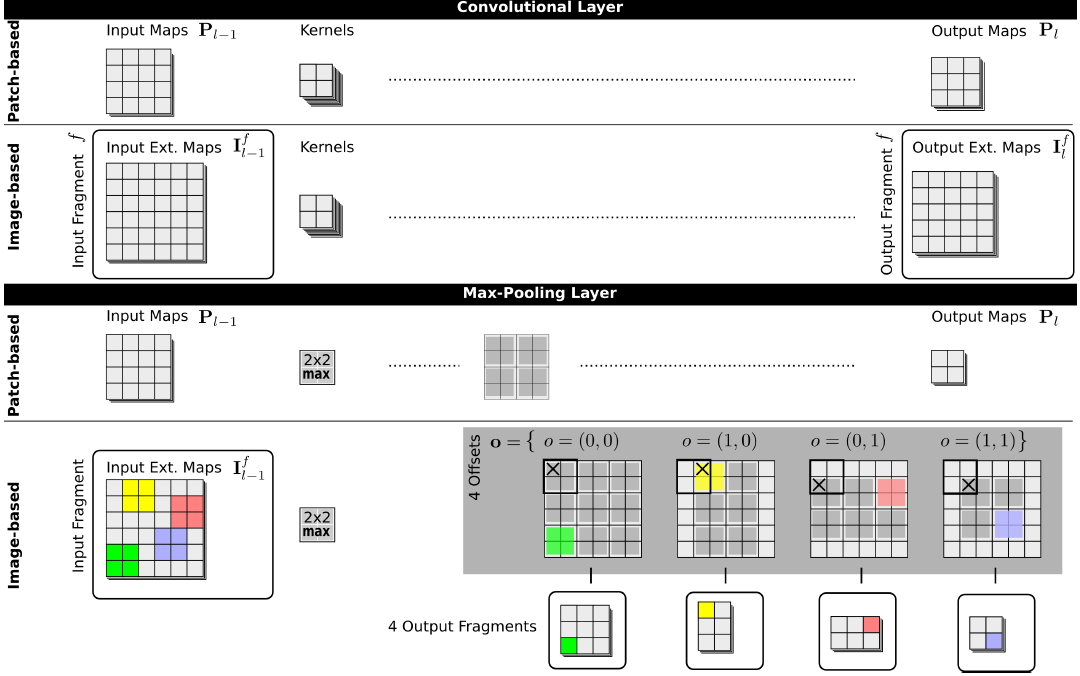 Convolutional Layer
Patch-based
Input Maps P_{l−1}
Kernels
Output Maps P_l
Image-based
Input Fragment f
Input Ext. Maps I^f_{l−1}
Kernels
Output Fragment f
Output Ext. Maps I^f_l
Max-Pooling Layer
Patch-based
Input Maps P_{l−1}
2x2
max
Output Maps P_l
Image-based
Input Fragment
Input Ext. Maps I^f_{l−1}
2x2
max
4 Offsets
o = { o = (0, 0) o = (1, 0) o = (0, 1) o = (1, 1)}
4 Output Fragments